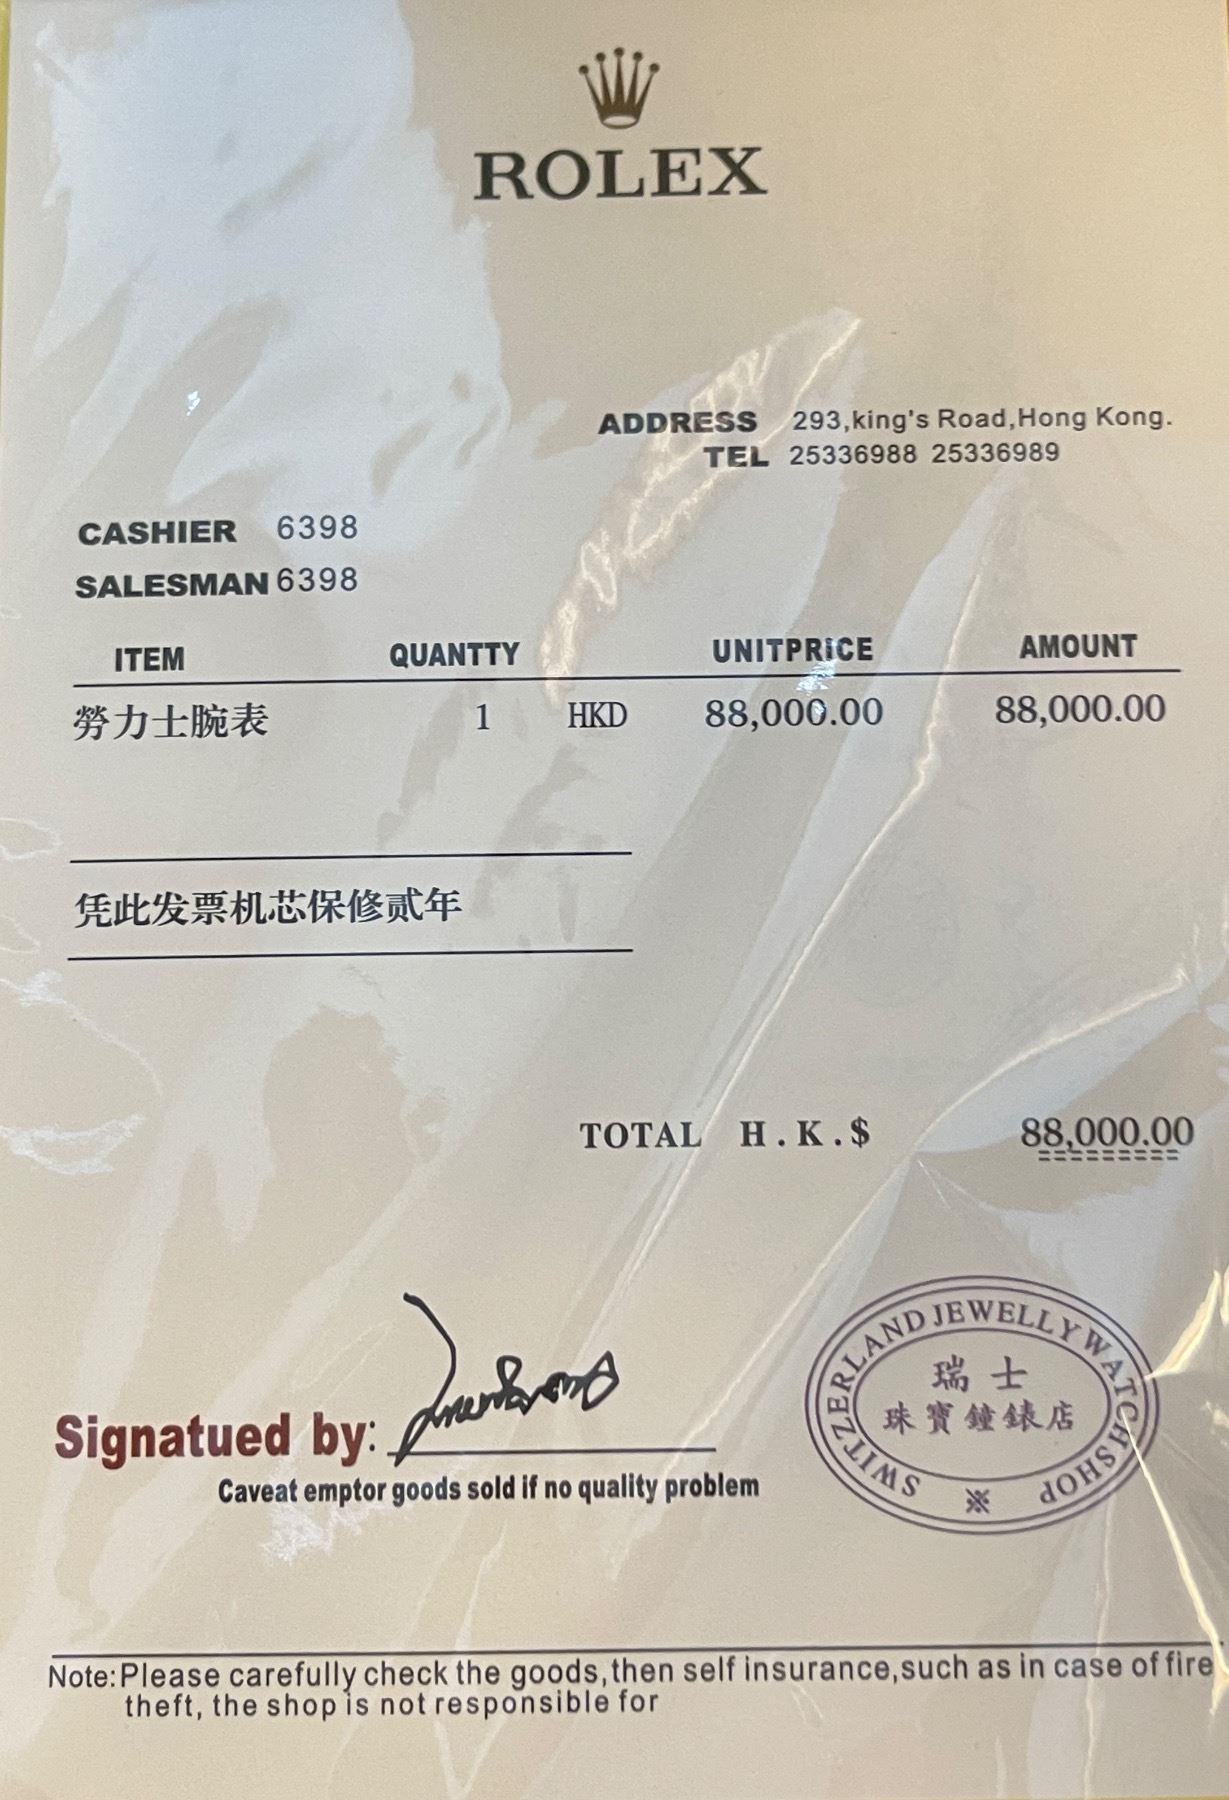 ROLEX
ADDRESS 293,king's Road,Hong Kong.
TEL 25336988 25336989
CASHIER 6398
SALESMAN 6398
ITEM QUANTTY UNITPRICE AMOUNT
勞力士腕表 1 HKD 88,000.00 88,000.00
凭此发票机芯保修贰年
TOTAL H.K.$ 88,000.00
=========
Signatued by:
Caveat emptor goods sold if no quality problem
SWITZERLAND JEWELLY WATCH SHOP
瑞士
珠寶鐘錶店
※
Note:Please carefully check the goods,then self insurance,such as in case of fire
theft, the shop is not responsible for